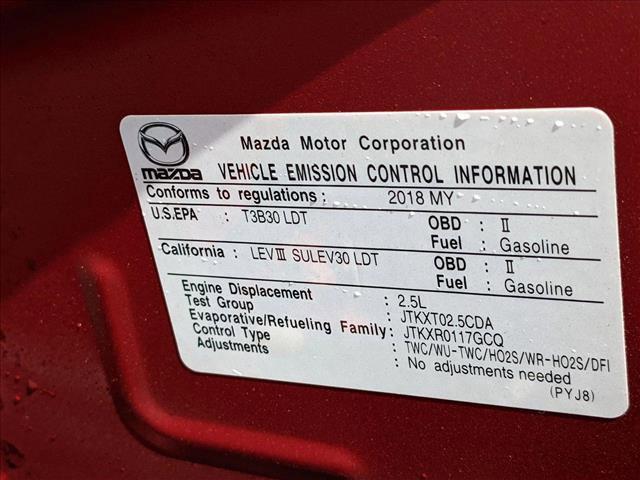 Mazda Motor Corporation
mazda VEHICLE EMISSION CONTROL INFORMATION
Conforms to regulations : 2018 MY
U.S.EPA : T3B30 LDT OBD : II
Fuel : Gasoline
California : LEVIII SULEV30 LDT OBD : II
Fuel : Gasoline
Engine Displacement : 2.5L
Test Group : JTKXT02.5CDA
Evaporative/Refueling Family : JTKXR0117GCQ
Control Type : TWC/WU-TWC/HO2S/WR-HO2S/DFI
Adjustments : No adjustments needed
(PYJ8)